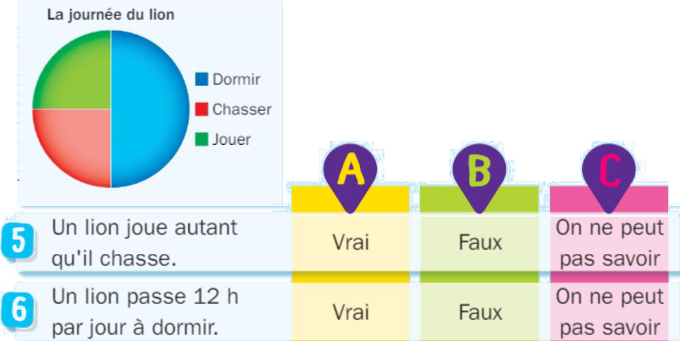 La journée du lion
Dormir
Chasser
Jouer
A B C
5 Un lion joue autant
qu'il chasse.
Vrai
Faux
On ne peut
pas savoir
6 Un lion passe 12 h
par jour à dormir.
Vrai
Faux
On ne peut
pas savoir